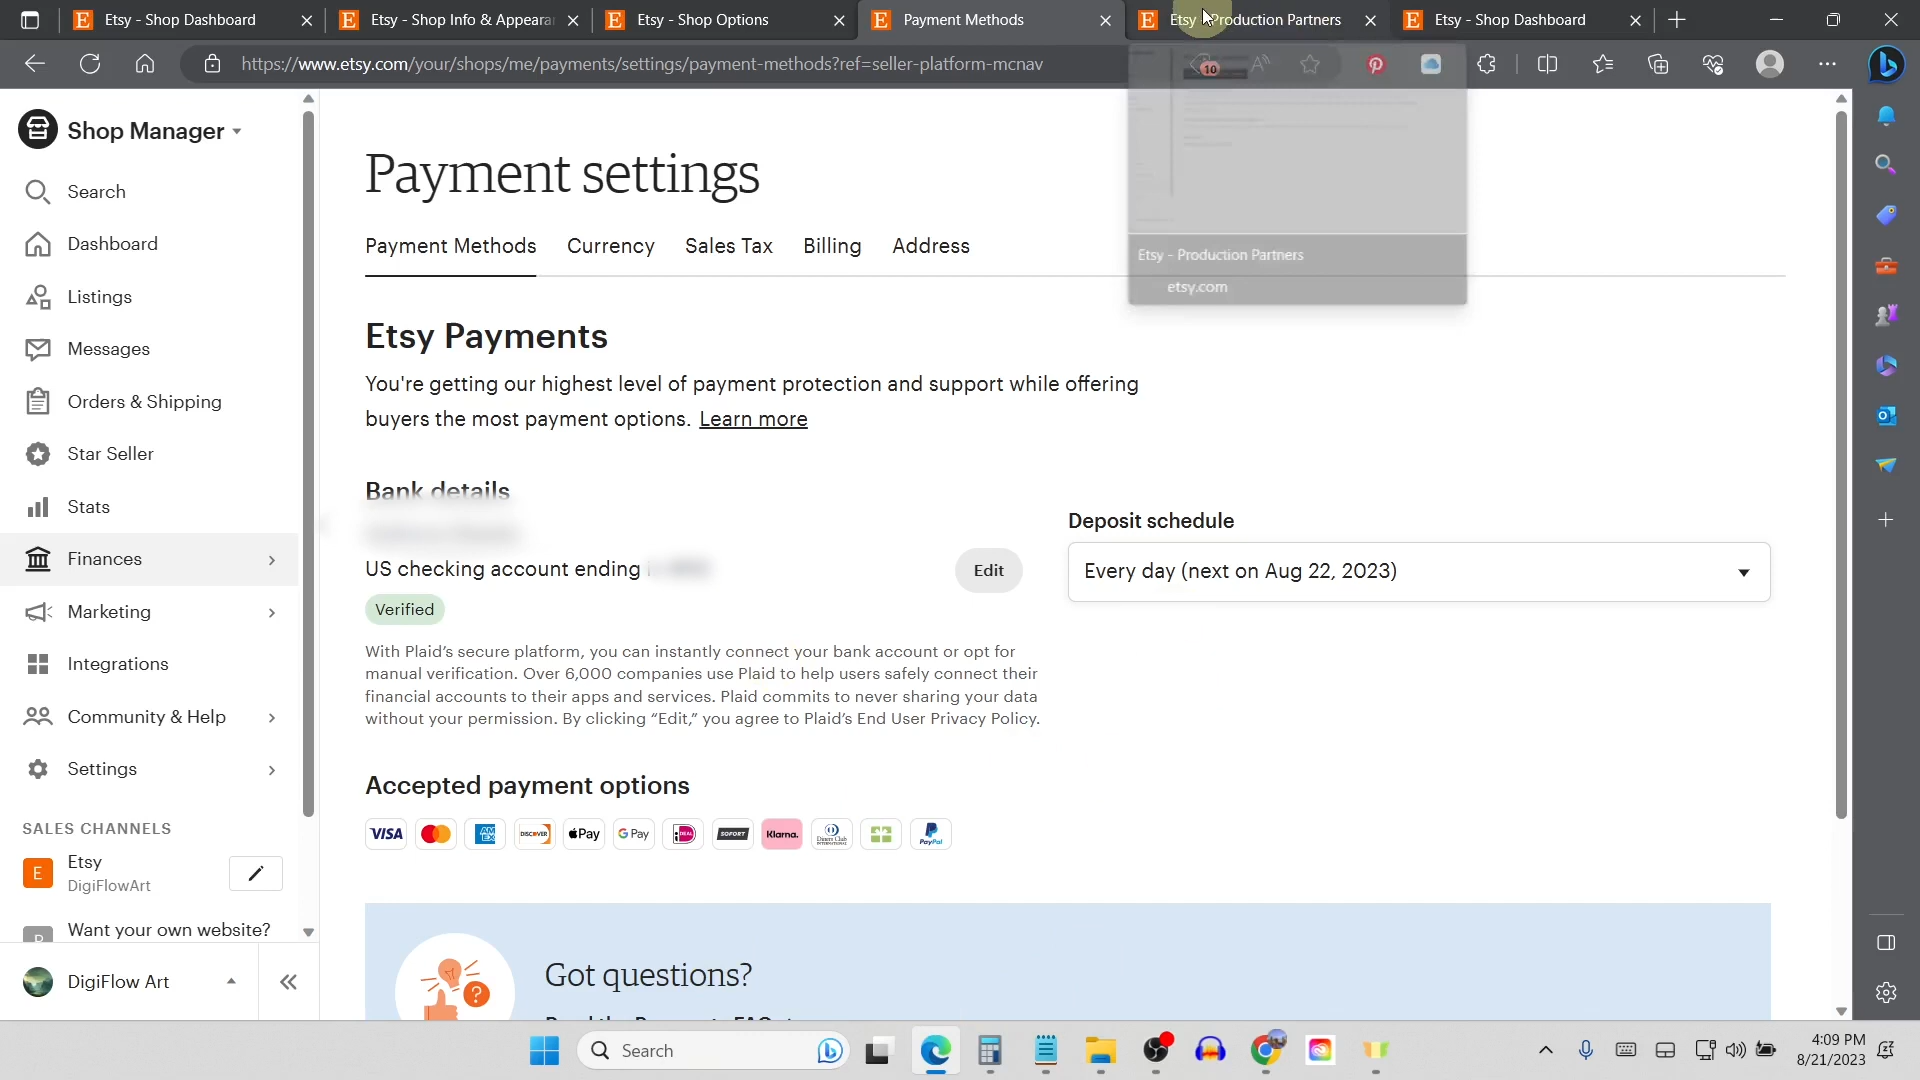 Etsy - Shop Dashboard
Etsy - Shop Info & Appeara
Etsy - Shop Options
Payment Methods
Etsy - Production Partners
Etsy - Shop Dashboard
https://www.etsy.com/your/shops/me/payments/settings/payment-methods?ref=seller-platform-mcnav
10
Etsy - Production Partners
etsy.com
Shop Manager
Search
Dashboard
Listings
Messages
Orders & Shipping
Star Seller
Stats
Finances
Marketing
Integrations
Community & Help
Settings
SALES CHANNELS
E
Etsy
DigiFlowArt
Want your own website?
DigiFlow Art
Payment settings
Payment Methods Currency Sales Tax Billing Address
Etsy Payments
You're getting our highest level of payment protection and support while offering
buyers the most payment options. Learn more
Bank details
US checking account ending
Edit
Verified
Deposit schedule
Every day (next on Aug 22, 2023)
With Plaid's secure platform, you can instantly connect your bank account or opt for
manual verification. Over 6,000 companies use Plaid to help users safely connect their
financial accounts to their apps and services. Plaid commits to never sharing your data
without your permission. By clicking “Edit,” you agree to Plaid's End User Privacy Policy.
Accepted payment options
VISA AM EX DISCOVER Pay G Pay iDEAL SOFORT Klarna. Diners Club INTERNATIONAL PayPal
Got questions?
Search
4:09 PM
8/21/2023